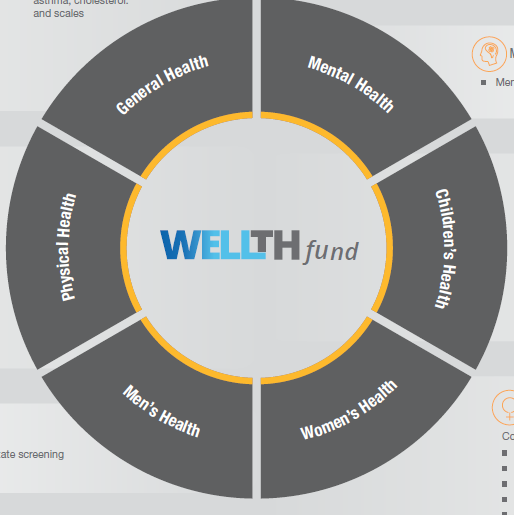 asthma, cholesterol.
and scales
General Health
Mental Health
Physical Health
Children's Health
WELLTH fund
Men's Health
Women's Health
screening